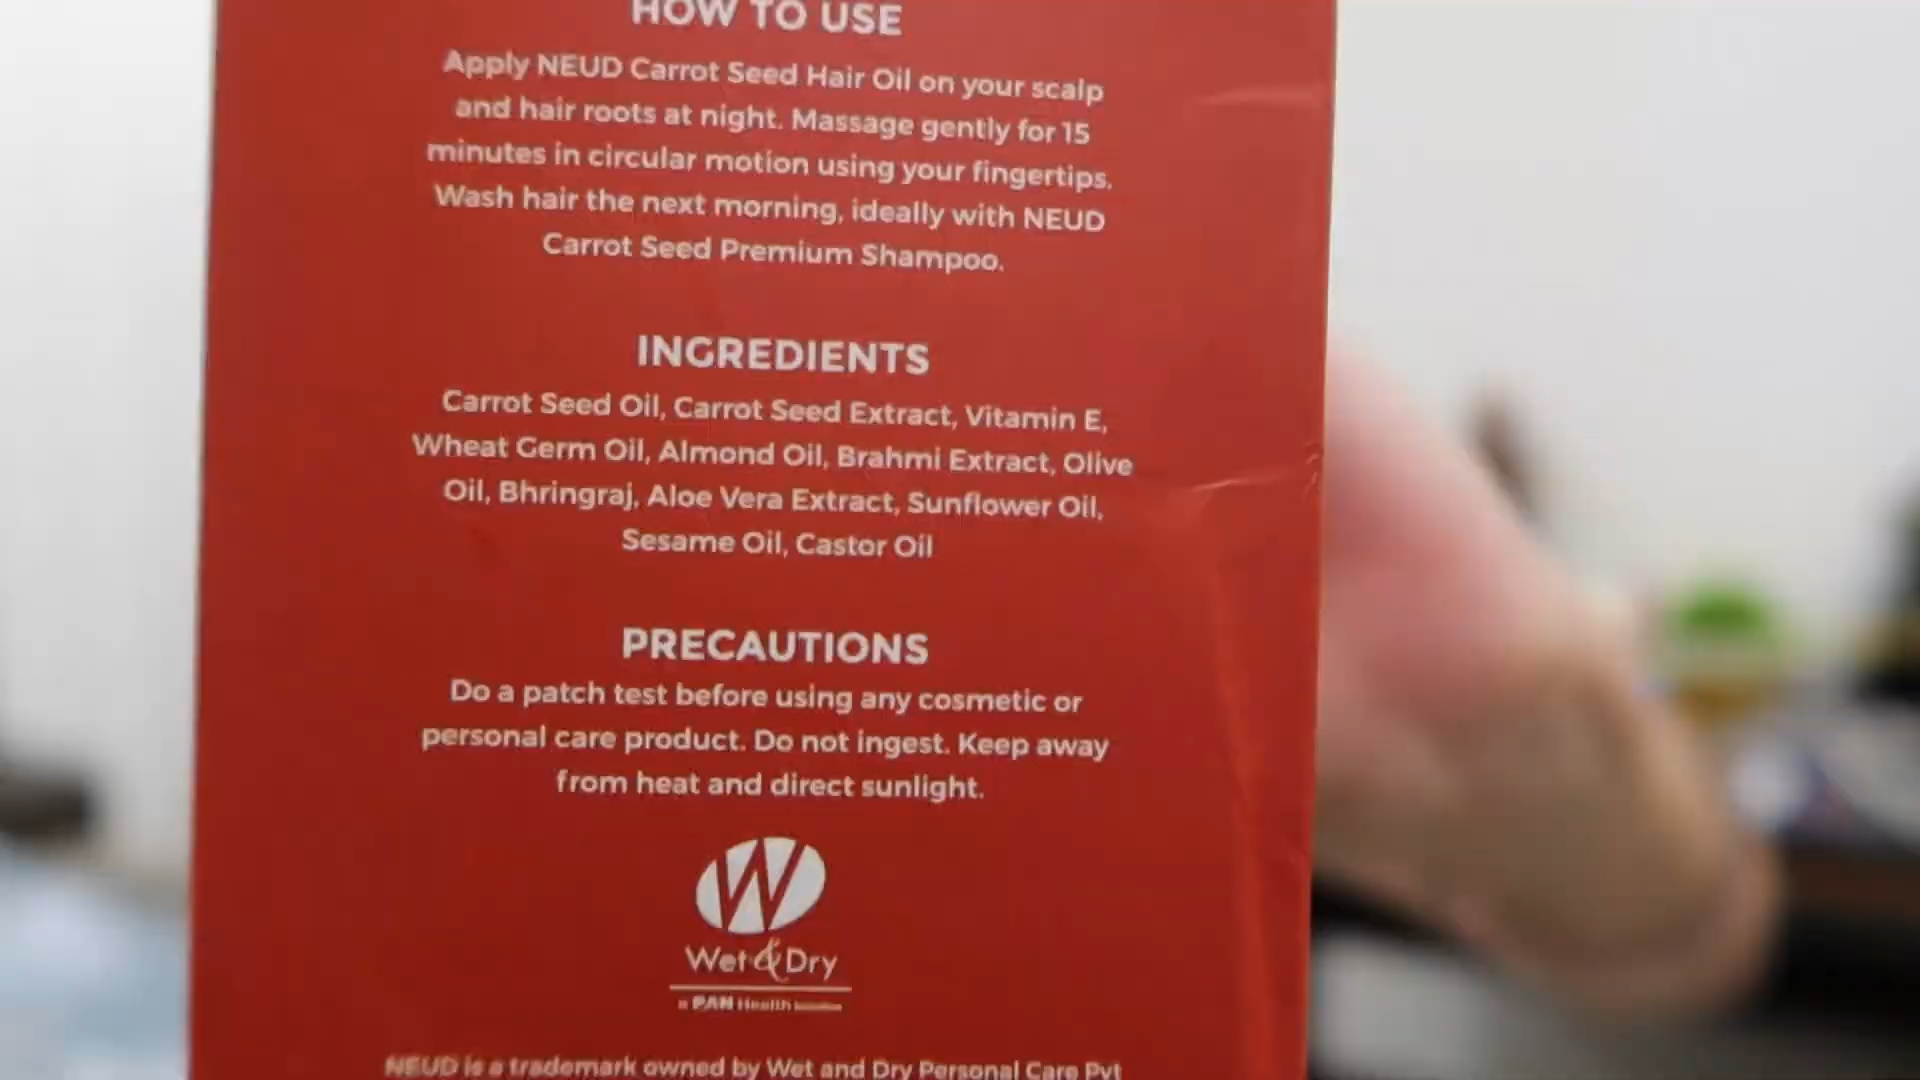 HOW TO USE
Apply NEUD Carrot Seed Hair Oil on your scalp
and hair roots at night. Massage gently for 15
minutes in circular motion using your fingertips.
Wash hair the next morning, ideally with NEUD
Carrot Seed Premium Shampoo.
INGREDIENTS
Carrot Seed Oil, Carrot Seed Extract, Vitamin E,
Wheat Germ Oil, Almond Oil, Brahmi Extract, Olive
Oil, Bhringraj, Aloe Vera Extract, Sunflower Oil,
Sesame Oil, Castor Oil
PRECAUTIONS
Do a patch test before using any cosmetic or
personal care product. Do not ingest. Keep away
from heat and direct sunlight.
W
Wet & Dry
a PAN Health
NEUD is a trademark owned by Wet and Dry Personal Care Pvt